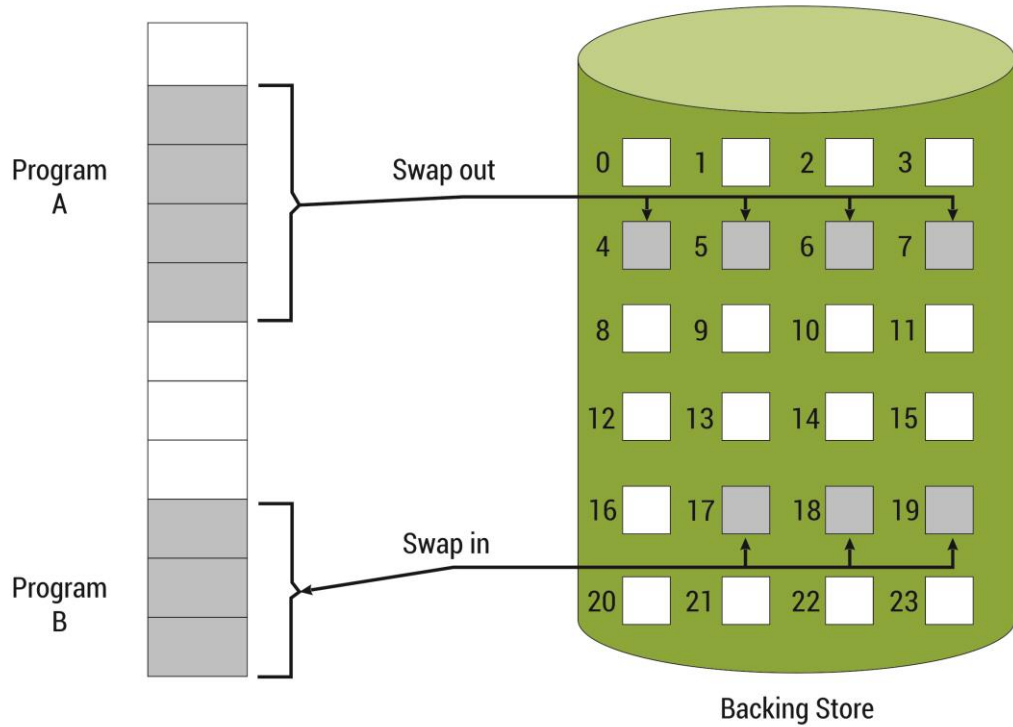 Program
A
Swap out
0 1 2 3
4 5 6 7
8 9 10 11
12 13 14 15
16 17 18 19
Swap in
Program
B
20 21 22 23
Backing Store